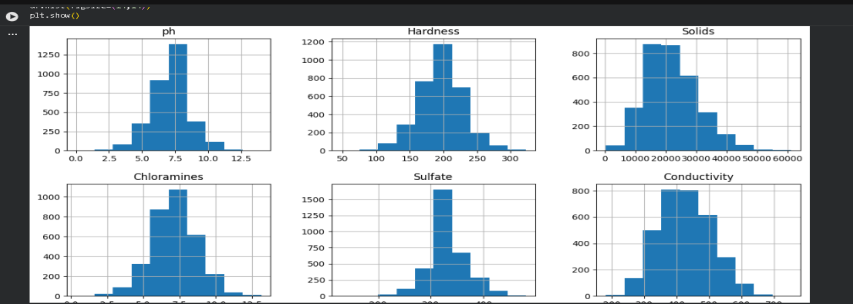 plt.show()
...
ph Hardness Solids
1250 1000 750 500 250 0
0.0 2.5 5.0 7.5 10.0 12.5
1200 1000 800 600 400 200 0
50 100 150 200 250 300
800 600 400 200 0
0 10000 20000 30000 40000 50000 60000
Chloramines Sulfate Conductivity
1000 800 600 400 200 0
1500 1250 1000 750 500 250 0
800 600 400 200 0